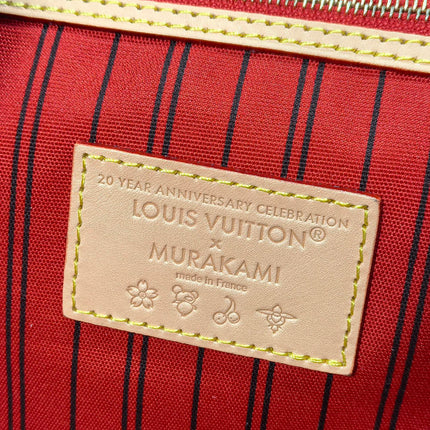 20 YEAR ANNIVERSARY CELEBRATION
LOUIS VUITTON®
x
MURAKAMI
made in France